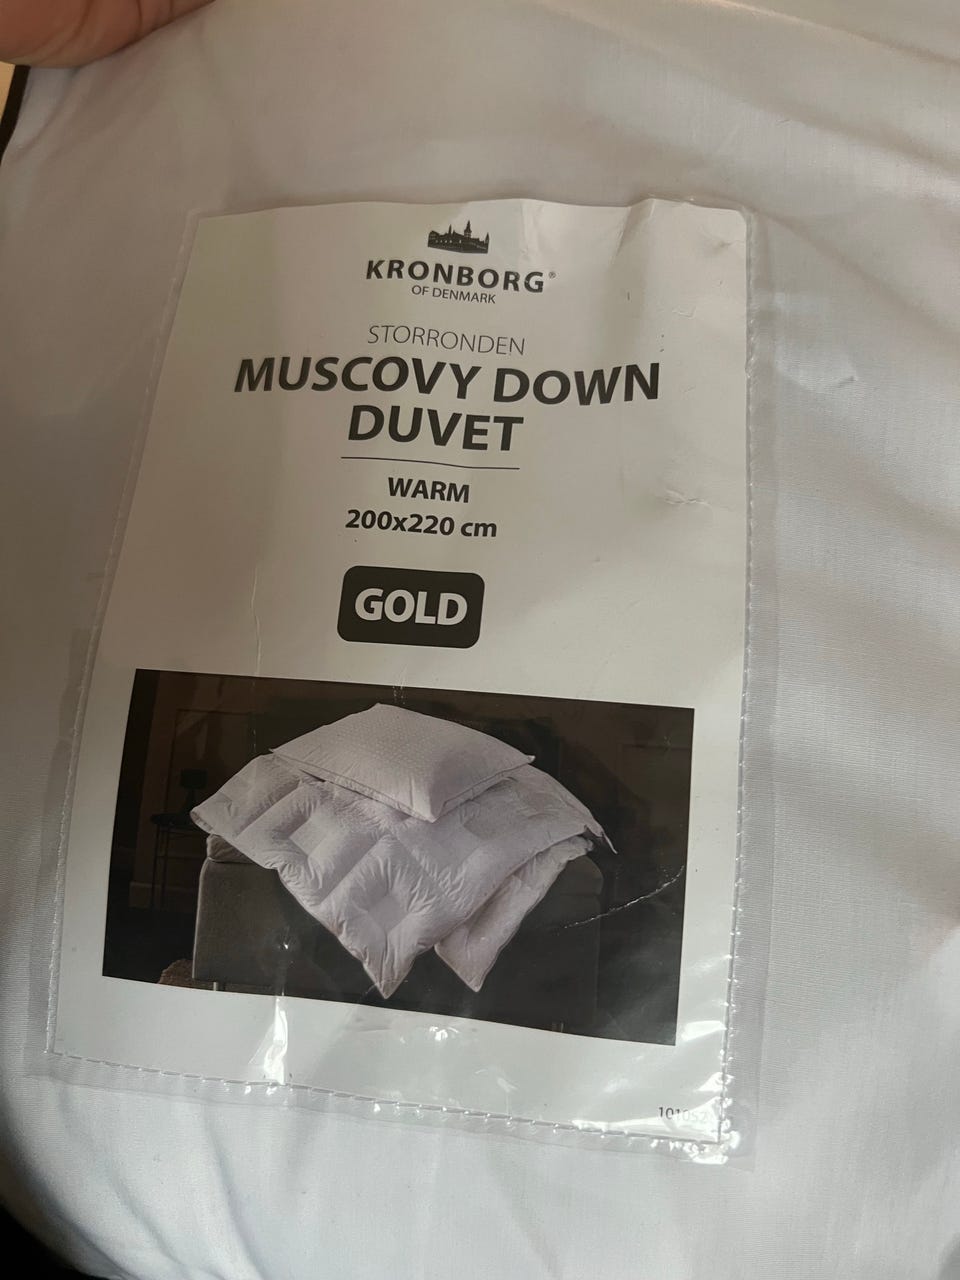 KRONBORG®
OF DENMARK
STORRONDEN
MUSCOVY DOWN
DUVET
WARM
200x220 cm
GOLD